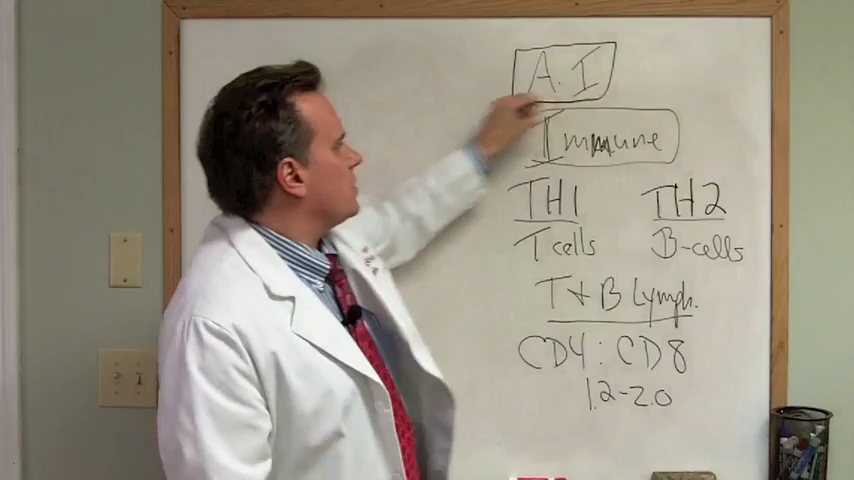 A.I
Immune
TH1 TH2
T cells B-cells
T & B Lymph.
CD4 : CD8
1.2-2.0